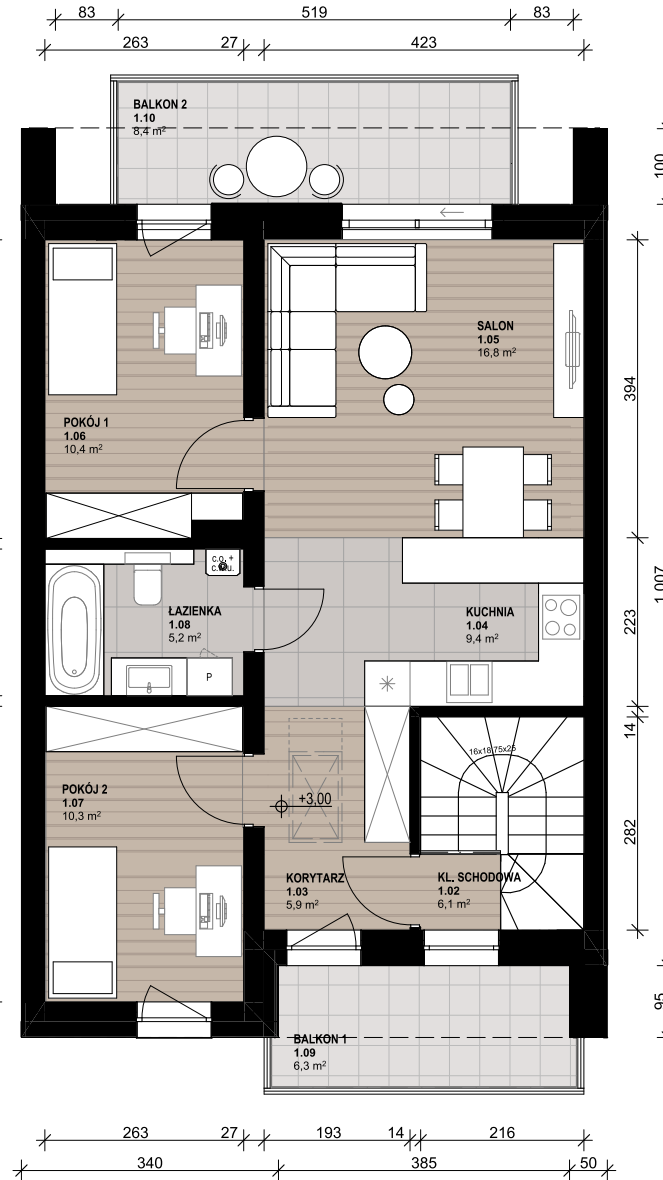 83 519 83
263 27 423
BALKON 2
1.10
8,4 m²
100
SALON
1.05
16,8 m²
394
POKÓJ 1
1.06
10,4 m²
c.o. +
c.w.u.
1 007
ŁAZIENKA
1.08
5,2 m²
KUCHNIA
1.04
9,4 m²
223
P
14
16x18,75x25
POKÓJ 2
1.07
10,3 m²
+3,00
282
KORYTARZ
1.03
5,9 m²
KL. SCHODOWA
1.02
6,1 m²
95
BALKON 1
1.09
6,3 m²
263 27 193 14 216
340 385 50